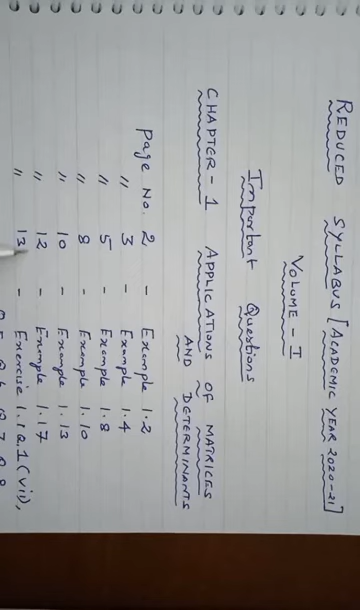 REDUCED SYLLABUS [ACADEMIC YEAR 2020-21]
VOLUME - I
Important Questions
CHAPTER - 1 APPLICATIONS OF MATRICES
AND DETERMINANTS
Page No. 2 - Example 1.2
" 3 - Example 1.4
" 5 - Example 1.8
" 8 - Example 1.10
" 10 - Example 1.13
" 12 - Example 1.17
" 13 - Exercise 1.1 Q.1 (vii),